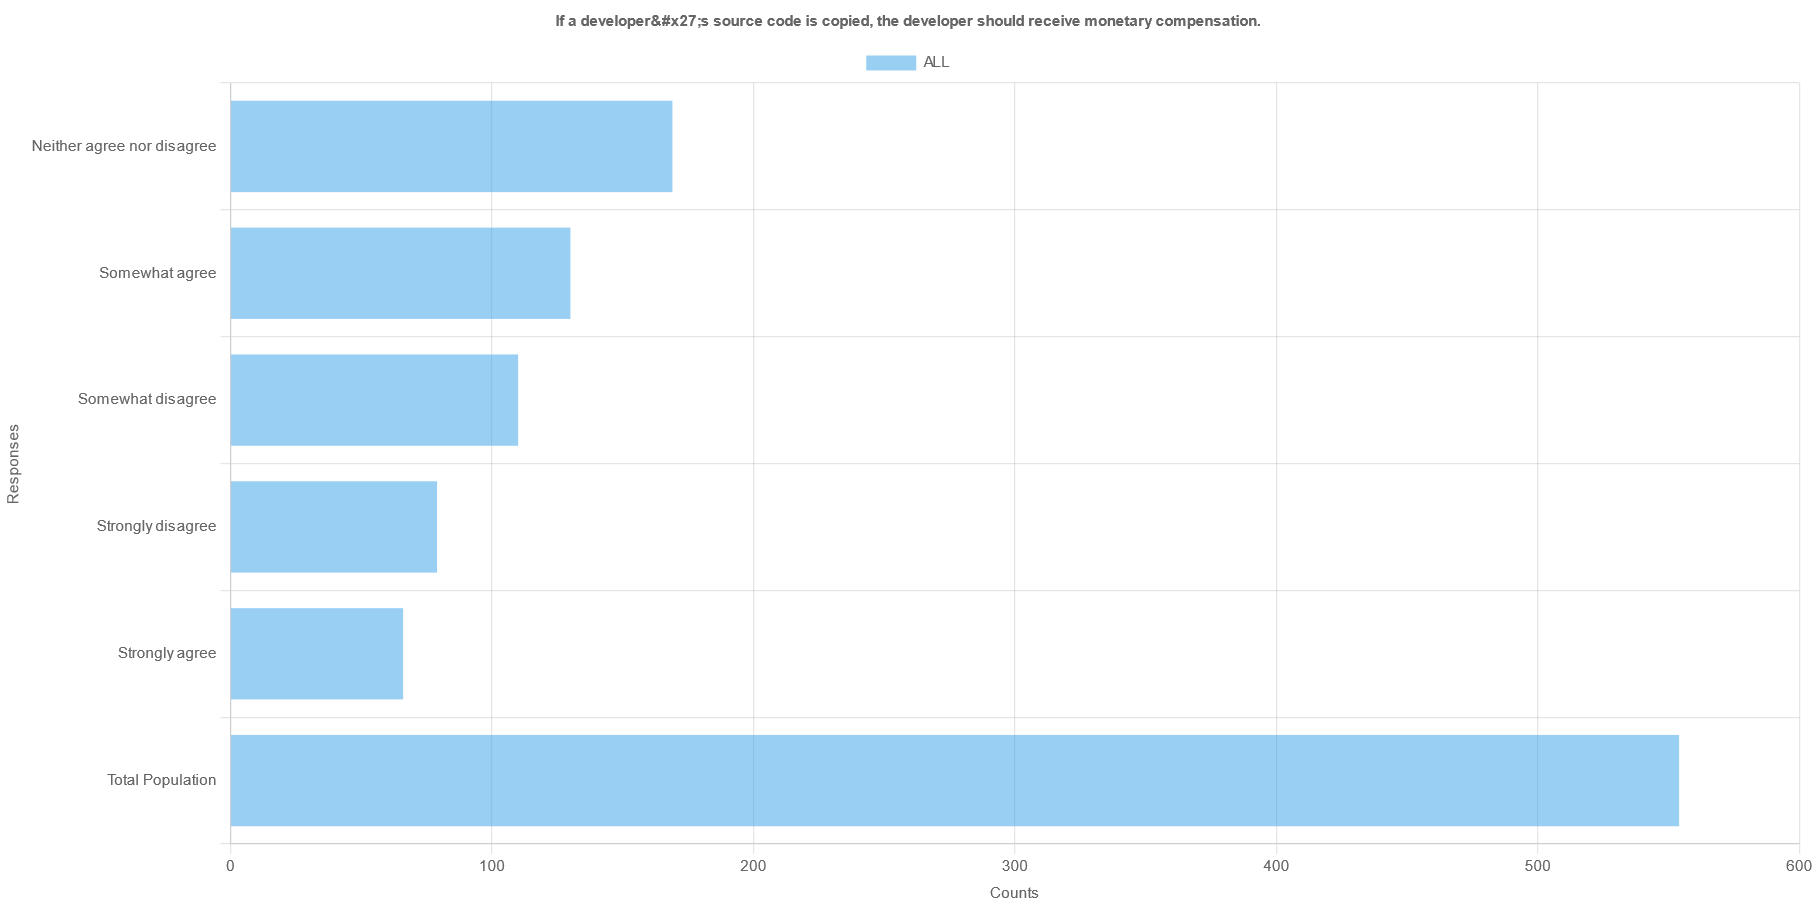 If a developer&#x27;s source code is copied, the developer should receive monetary compensation.
ALL
Responses
Neither agree nor disagree
Somewhat agree
Somewhat disagree
Strongly disagree
Strongly agree
Total Population
0 100 200 300 400 500 600
Counts